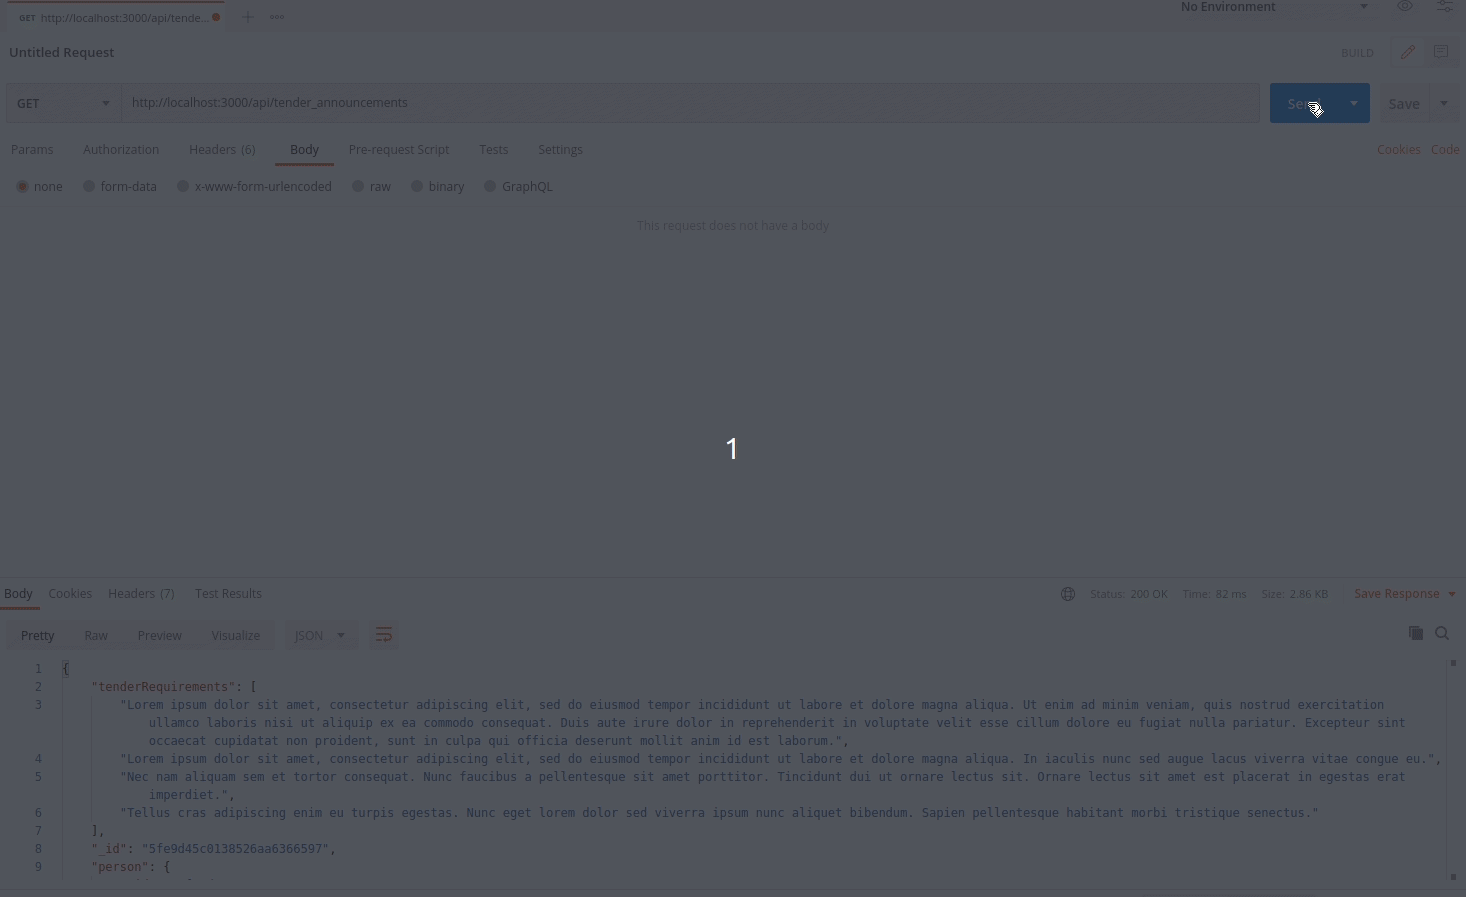 GET http://localhost:3000/api/tende...
No Environment
Untitled Request
BUILD
GET http://localhost:3000/api/tender_announcements
Save
Params Authorization Headers (6) Body Pre-request Script Tests Settings Cookies Code
none form-data x-www-form-urlencoded raw binary GraphQL
This request does not have a body
1
Body Cookies Headers (7) Test Results Status: 200 OK Time: 82 ms Size: 2.86 KB Save Response
Pretty Raw Preview Visualize JSON
1 {
2 "tenderRequirements": [
3 "Lorem ipsum dolor sit amet, consectetur adipiscing elit, sed do eiusmod tempor incididunt ut labore et dolore magna aliqua. Ut enim ad minim veniam, quis nostrud exercitation
ullamco laboris nisi ut aliquip ex ea commodo consequat. Duis aute irure dolor in reprehenderit in voluptate velit esse cillum dolore eu fugiat nulla pariatur. Excepteur sint
occaecat cupidatat non proident, sunt in culpa qui officia deserunt mollit anim id est laborum.",
4 "Lorem ipsum dolor sit amet, consectetur adipiscing elit, sed do eiusmod tempor incididunt ut labore et dolore magna aliqua. In iaculis nunc sed augue lacus viverra vitae congue eu.",
5 "Nec nam aliquam sem et tortor consequat. Nunc faucibus a pellentesque sit amet porttitor. Tincidunt dui ut ornare lectus sit. Ornare lectus sit amet est placerat in egestas erat
imperdiet.",
6 "Tellus cras adipiscing enim eu turpis egestas. Nunc eget lorem dolor sed viverra ipsum nunc aliquet bibendum. Sapien pellentesque habitant morbi tristique senectus."
7 ],
8 "_id": "5fe9d45c0138526aa6366597",
9 "person": {